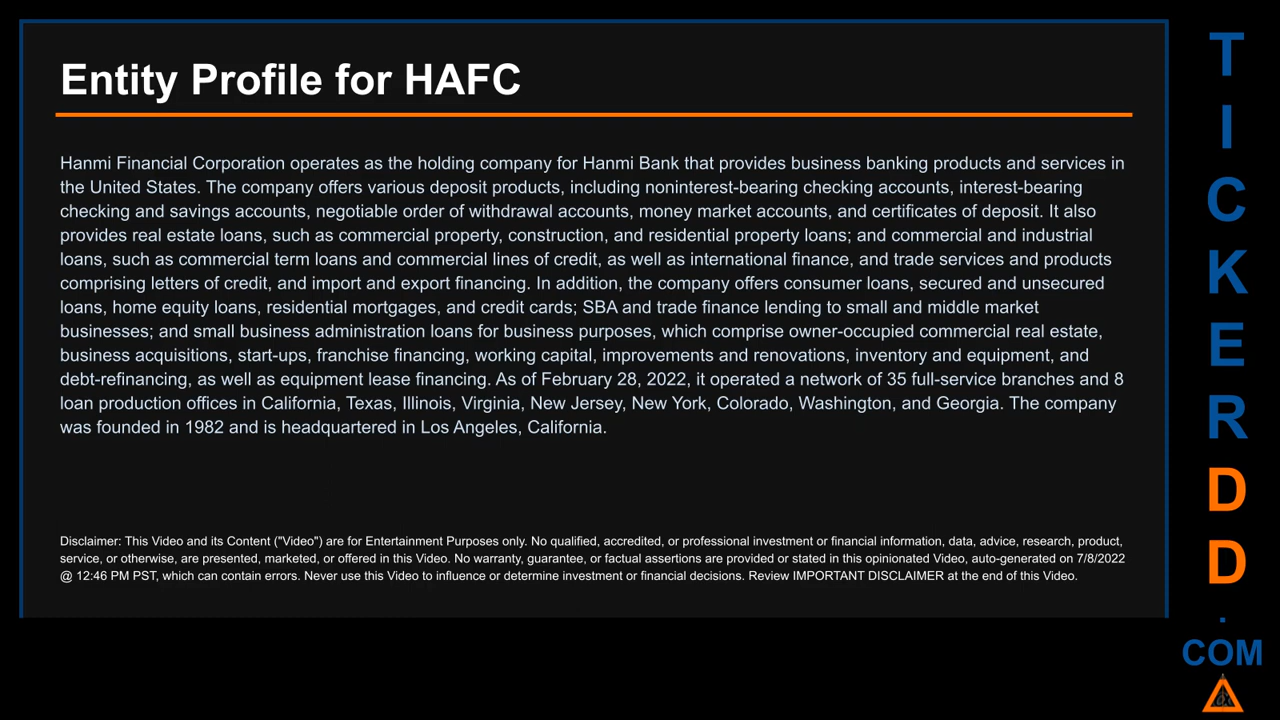 Entity Profile for HAFC
Hanmi Financial Corporation operates as the holding company for Hanmi Bank that provides business banking products and services in
the United States. The company offers various deposit products, including noninterest-bearing checking accounts, interest-bearing
checking and savings accounts, negotiable order of withdrawal accounts, money market accounts, and certificates of deposit. It also
provides real estate loans, such as commercial property, construction, and residential property loans; and commercial and industrial
loans, such as commercial term loans and commercial lines of credit, as well as international finance, and trade services and products
comprising letters of credit, and import and export financing. In addition, the company offers consumer loans, secured and unsecured
loans, home equity loans, residential mortgages, and credit cards; SBA and trade finance lending to small and middle market
businesses; and small business administration loans for business purposes, which comprise owner-occupied commercial real estate,
business acquisitions, start-ups, franchise financing, working capital, improvements and renovations, inventory and equipment, and
debt-refinancing, as well as equipment lease financing. As of February 28, 2022, it operated a network of 35 full-service branches and 8
loan production offices in California, Texas, Illinois, Virginia, New Jersey, New York, Colorado, Washington, and Georgia. The company
was founded in 1982 and is headquartered in Los Angeles, California.
Disclaimer: This Video and its Content ("Video") are for Entertainment Purposes only. No qualified, accredited, or professional investment or financial information, data, advice, research, product,
service, or otherwise, are presented, marketed, or offered in this Video. No warranty, guarantee, or factual assertions are provided or stated in this opinionated Video, auto-generated on 7/8/2022
@ 12:46 PM PST, which can contain errors. Never use this Video to influence or determine investment or financial decisions. Review IMPORTANT DISCLAIMER at the end of this Video.
T
I
C
K
E
R
D
D
.
COM